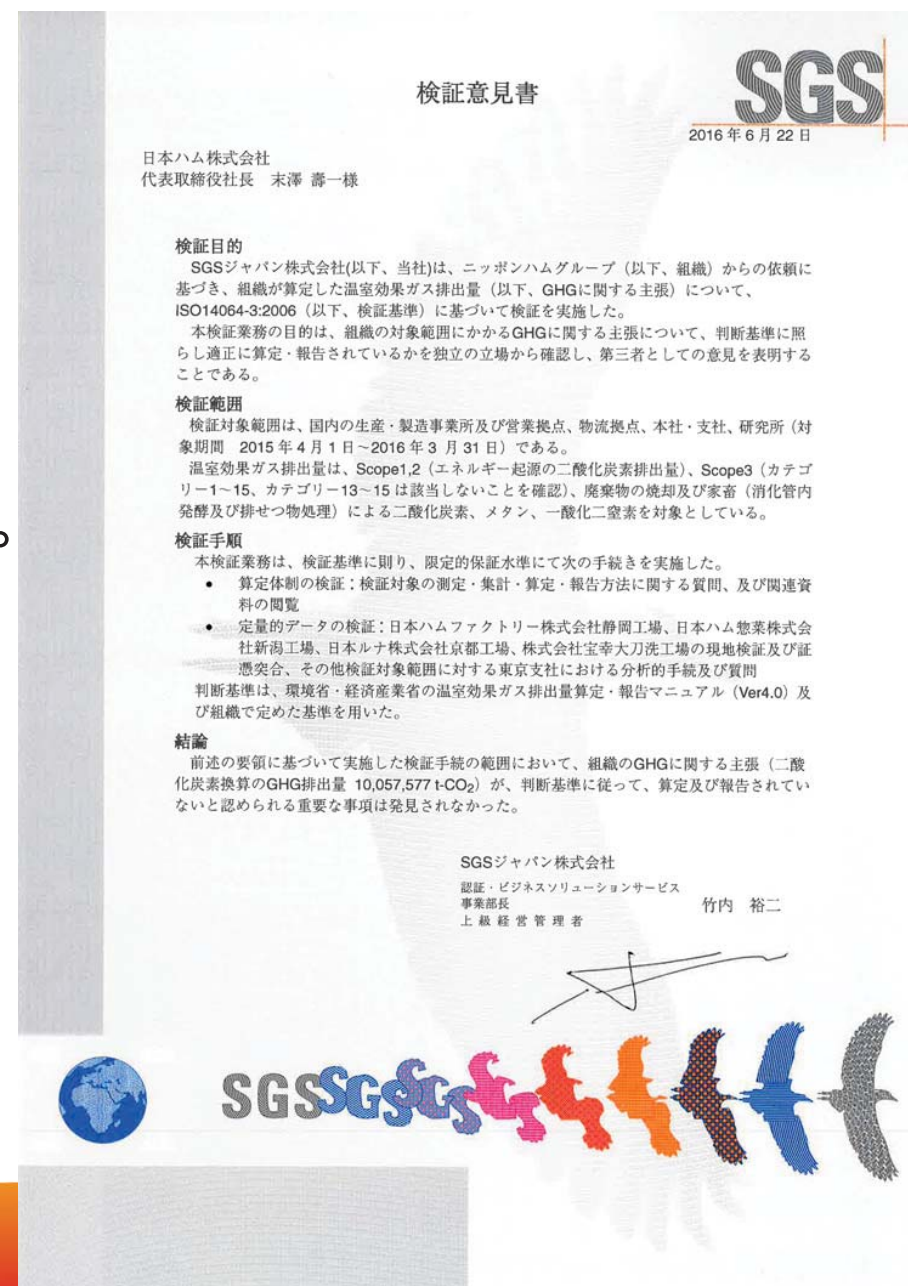 検証意見書
SGS
2016 年 6 月 22 日
日本ハム株式会社
代表取締役社長　末澤 壽一様
検証目的
SGSジャパン株式会社(以下、当社)は、ニッポンハムグループ（以下、組織）からの依頼に
基づき、組織が算定した温室効果ガス排出量（以下、GHGに関する主張）について、
ISO14064-3:2006（以下、検証基準）に基づいて検証を実施した。
本検証業務の目的は、組織の対象範囲にかかるGHGに関する主張について、判断基準に照
らし適正に算定・報告されているかを独立の立場から確認し、第三者としての意見を表明する
ことである。
検証範囲
検証対象範囲は、国内の生産・製造事業所及び営業拠点、物流拠点、本社・支社、研究所（対
象期間　2015 年 4 月 1 日~2016 年 3 月 31 日）である。
温室効果ガス排出量は、Scope1,2（エネルギー起源の二酸化炭素排出量）、Scope3（カテゴ
リー1~15、カテゴリー13~15 は該当しないことを確認）、廃棄物の焼却及び家畜（消化管内
発酵及び排せつ物処理）による二酸化炭素、メタン、一酸化二窒素を対象としている。
検証手順
本検証業務は、検証基準に則り、限定的保証水準にて次の手続きを実施した。
● 算定体制の検証：検証対象の測定・集計・算定・報告方法に関する質問、及び関連資
料の閲覧
● 定量的データの検証：日本ハムファクトリー株式会社静岡工場、日本ハム惣菜株式会
社新潟工場、日本ルナ株式会社京都工場、株式会社宝幸大刀洗工場の現地検証及び証
憑突合、その他検証対象範囲に対する東京支社における分析的手続及び質問
判断基準は、環境省・経済産業省の温室効果ガス排出量算定・報告マニュアル（Ver4.0）及
び組織で定めた基準を用いた。
結論
前述の要領に基づいて実施した検証手続の範囲において、組織のGHGに関する主張（二酸
化炭素換算のGHG排出量 10,057,577 t-CO₂）が、判断基準に従って、算定及び報告されてい
ないと認められる重要な事項は発見されなかった。
SGSジャパン株式会社
認証・ビジネスソリューションサービス
事業部長
上 級 経 営 管 理 者
竹内　裕二
SGSSGSSGS